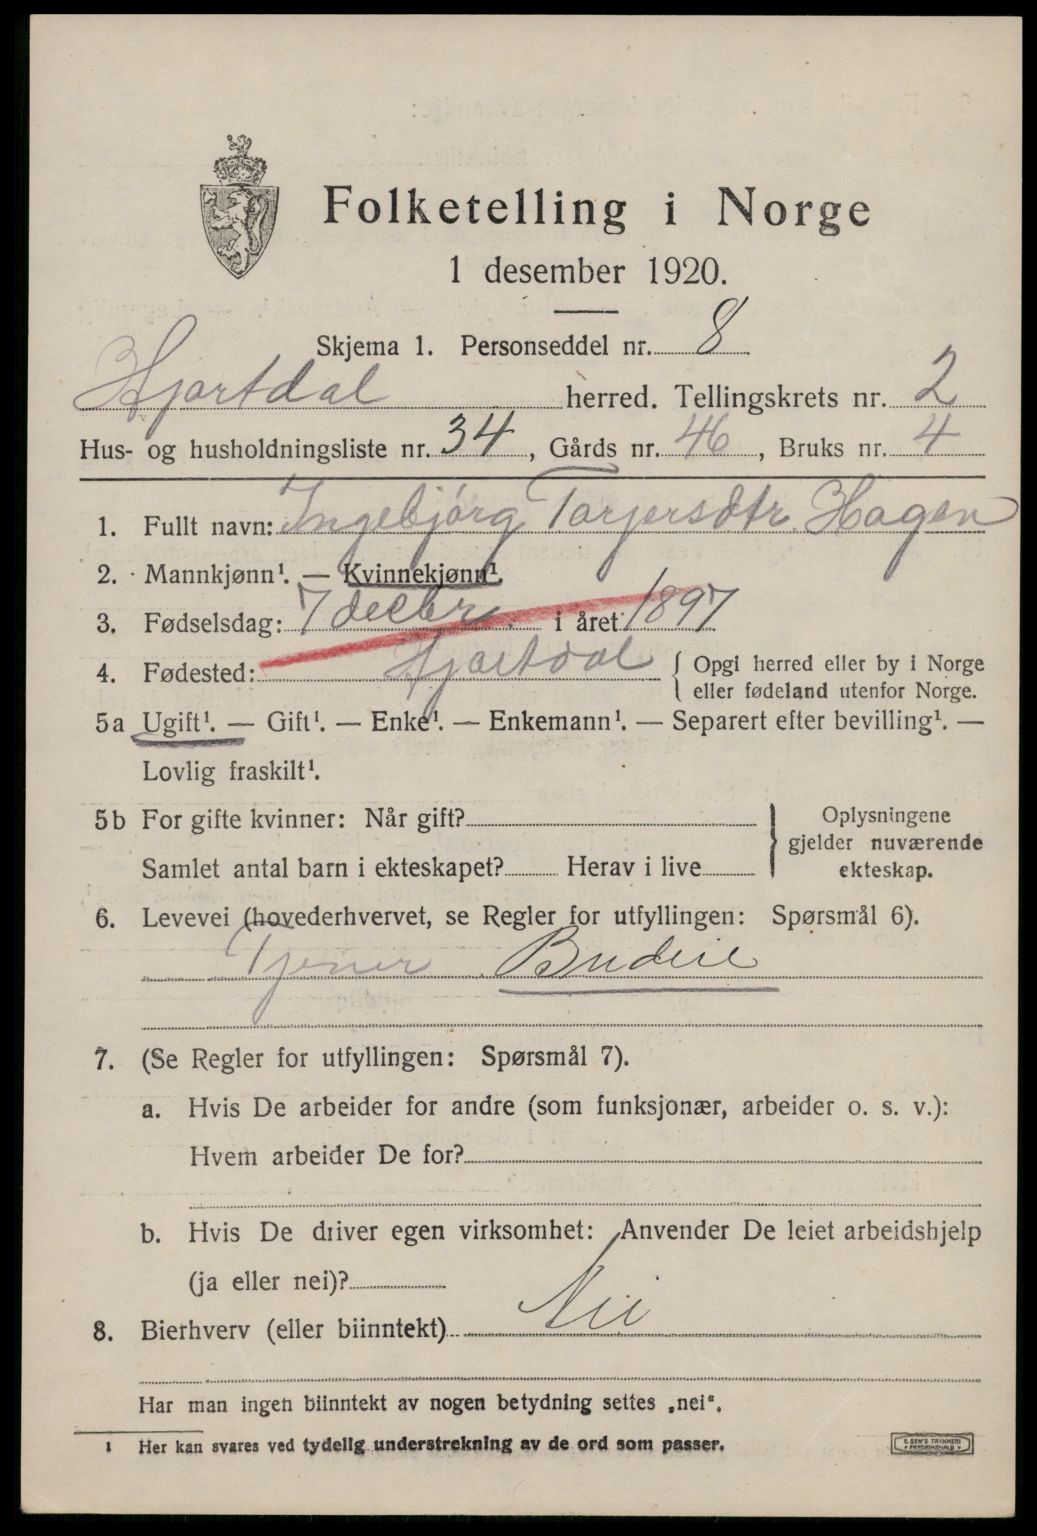 Folketelling i Norge
1 desember 1920.
Skjema 1. Personseddel nr. 8
Hjartdal herred. Tellingskrets nr. 2
Hus- og husholdningsliste nr. 34, Gårds nr. 46, Bruks nr. 4
1. Fullt navn: Ingebjørg Tarjersdtr. Hagen
2. Mannkjønn¹. — Kvinnekjønn¹.
3. Fødselsdag: 7 decbr. i året 1897
4. Fødested: Hjartdal { Opgi herred eller by i Norge
eller fødeland utenfor Norge.
5a Ugift¹. — Gift¹. — Enke¹. — Enkemann¹. — Separert efter bevilling¹. —
Lovlig fraskilt¹.
5b For gifte kvinner: Når gift? } Oplysningene
gjelder nuværende
Samlet antal barn i ekteskapet? Herav i live
ekteskap.
6. Levevei (hovederhvervet, se Regler for utfyllingen: Spørsmål 6).
Tjener Budeie
7. (Se Regler for utfyllingen: Spørsmål 7).
a. Hvis De arbeider for andre (som funksjonær, arbeider o. s. v.):
Hvem arbeider De for?
b. Hvis De driver egen virksomhet: Anvender De leiet arbeidshjelp
(ja eller nei)?
8. Bierhverv (eller biinntekt) Nei
Har man ingen biinntekt av nogen betydning settes „nei“.
¹ Her kan svares ved tydelig understrekning av de ord som passer.
E. SEM'S TRYKKERI
FREDRIKSHALD